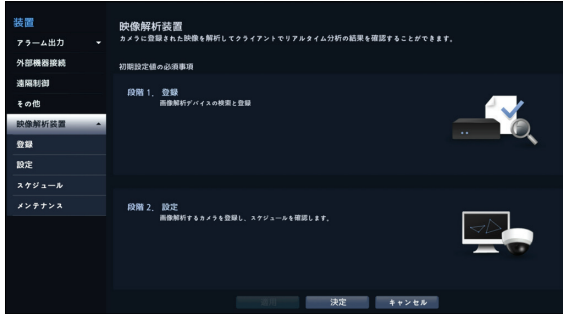 装置
アラーム出力
外部機器接続
遠隔制御
その他
映像解析装置
登録
設定
スケジュール
メンテナンス
映像解析装置
カメラに登録された映像を解析してクライアントでリアルタイム分析の結果を確認することができます。
初期設定値の必須事項
段階 1、登録
画像解析デバイスの検索と登録
段階 2、設定
画像解析するカメラを登録し、スケジュールを確認します。
適用
決定
キャンセル